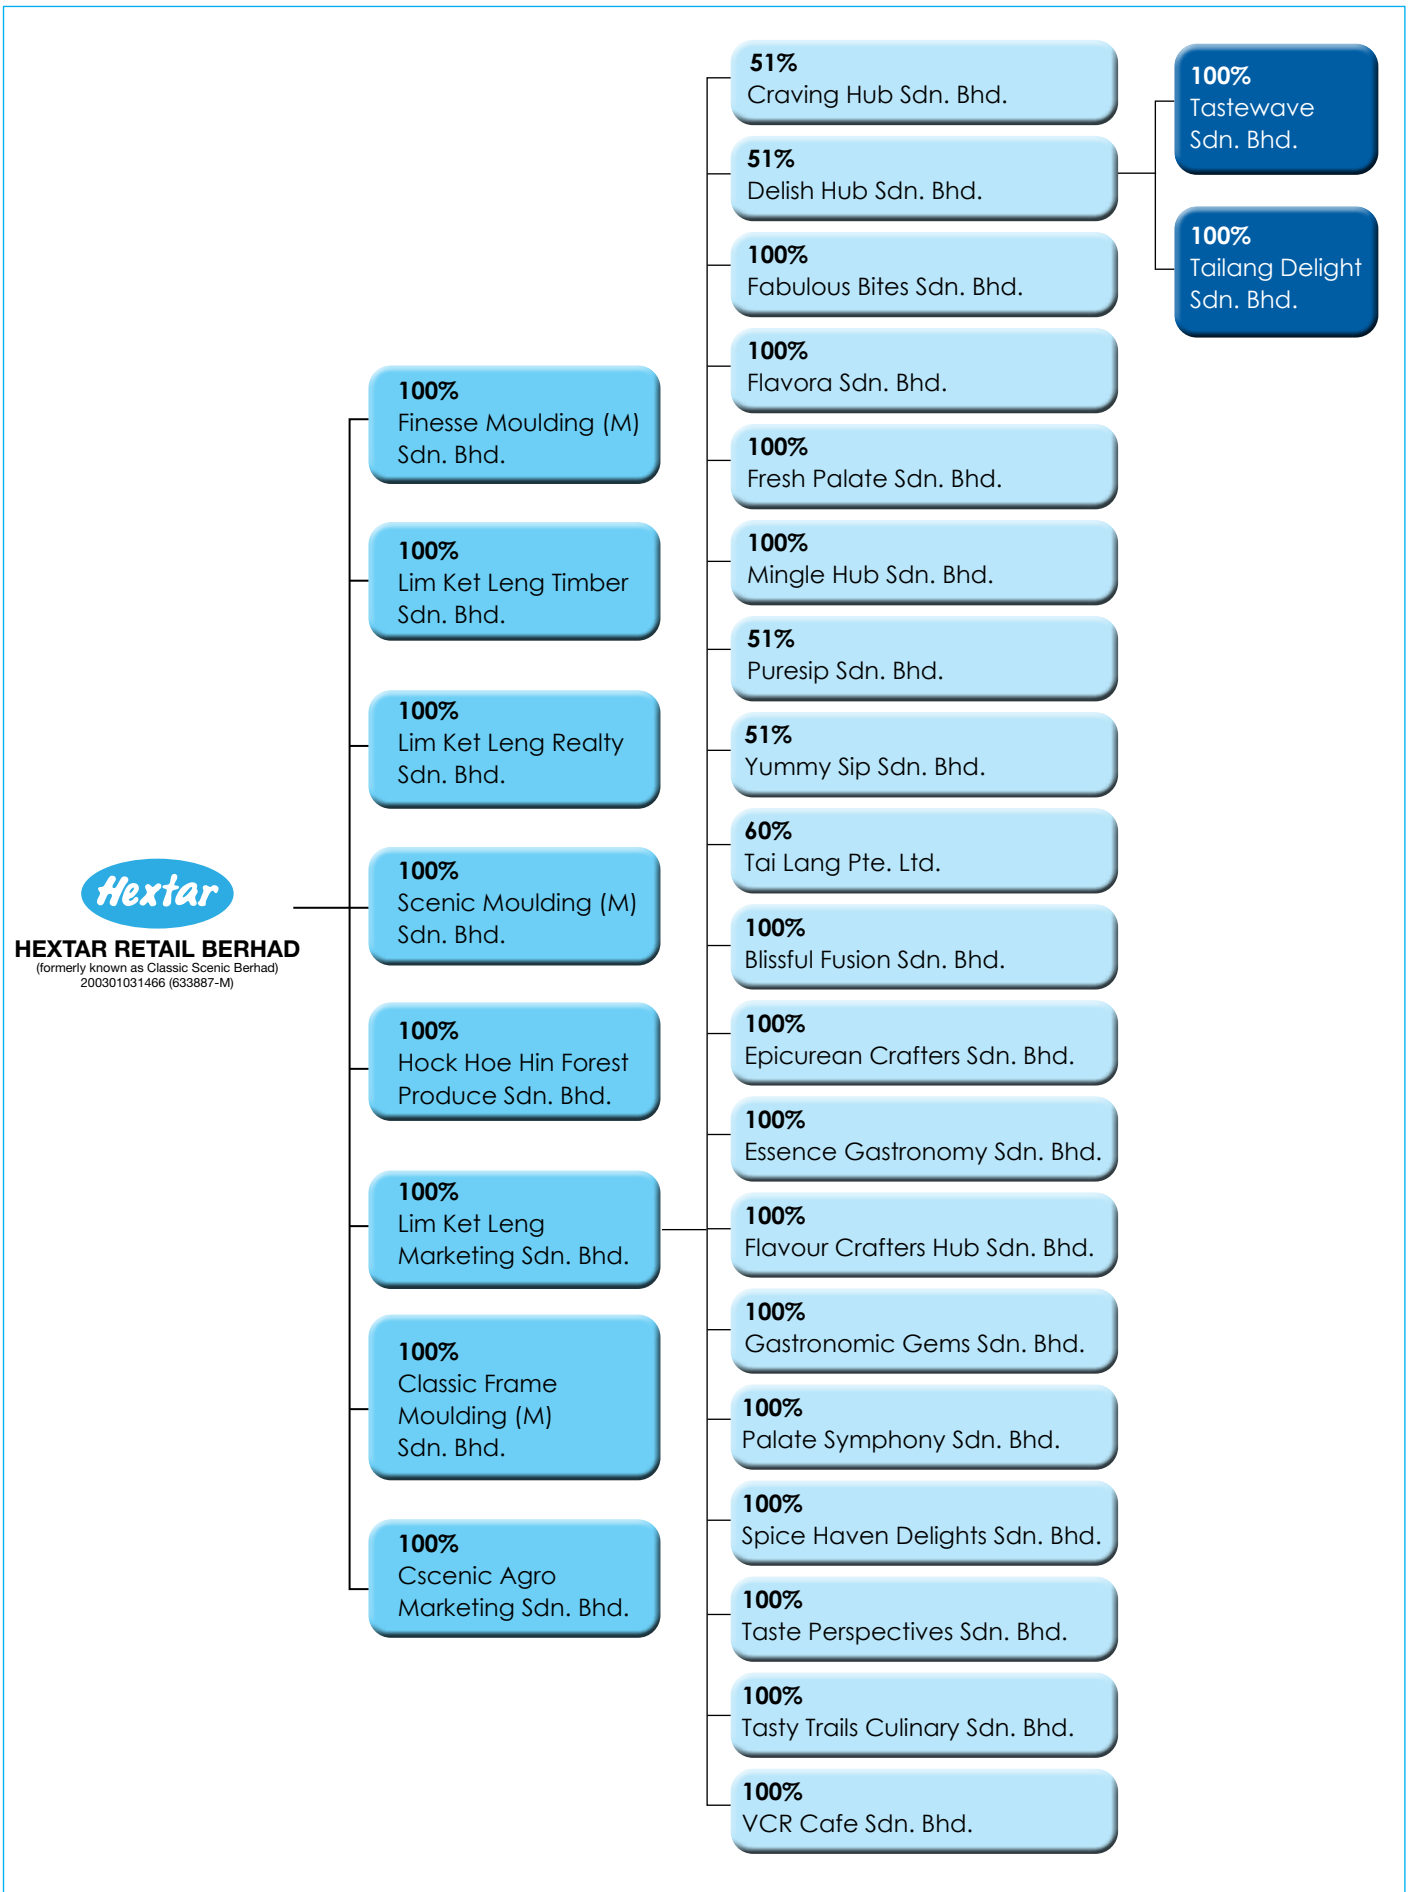 Hextar
HEXTAR RETAIL BERHAD
(formerly known as Classic Scenic Berhad)
200301031466 (633887-M)
100%
Finesse Moulding (M)
Sdn. Bhd.
100%
Lim Ket Leng Timber
Sdn. Bhd.
100%
Lim Ket Leng Realty
Sdn. Bhd.
100%
Scenic Moulding (M)
Sdn. Bhd.
100%
Hock Hoe Hin Forest
Produce Sdn. Bhd.
100%
Lim Ket Leng
Marketing Sdn. Bhd.
100%
Classic Frame
Moulding (M)
Sdn. Bhd.
100%
Cscenic Agro
Marketing Sdn. Bhd.
51%
Craving Hub Sdn. Bhd.
51%
Delish Hub Sdn. Bhd.
100%
Fabulous Bites Sdn. Bhd.
100%
Flavora Sdn. Bhd.
100%
Fresh Palate Sdn. Bhd.
100%
Mingle Hub Sdn. Bhd.
51%
Puresip Sdn. Bhd.
51%
Yummy Sip Sdn. Bhd.
60%
Tai Lang Pte. Ltd.
100%
Blissful Fusion Sdn. Bhd.
100%
Epicurean Crafters Sdn. Bhd.
100%
Essence Gastronomy Sdn. Bhd.
100%
Flavour Crafters Hub Sdn. Bhd.
100%
Gastronomic Gems Sdn. Bhd.
100%
Palate Symphony Sdn. Bhd.
100%
Spice Haven Delights Sdn. Bhd.
100%
Taste Perspectives Sdn. Bhd.
100%
Tasty Trails Culinary Sdn. Bhd.
100%
VCR Cafe Sdn. Bhd.
100%
Tastewave
Sdn. Bhd.
100%
Tailang Delight
Sdn. Bhd.